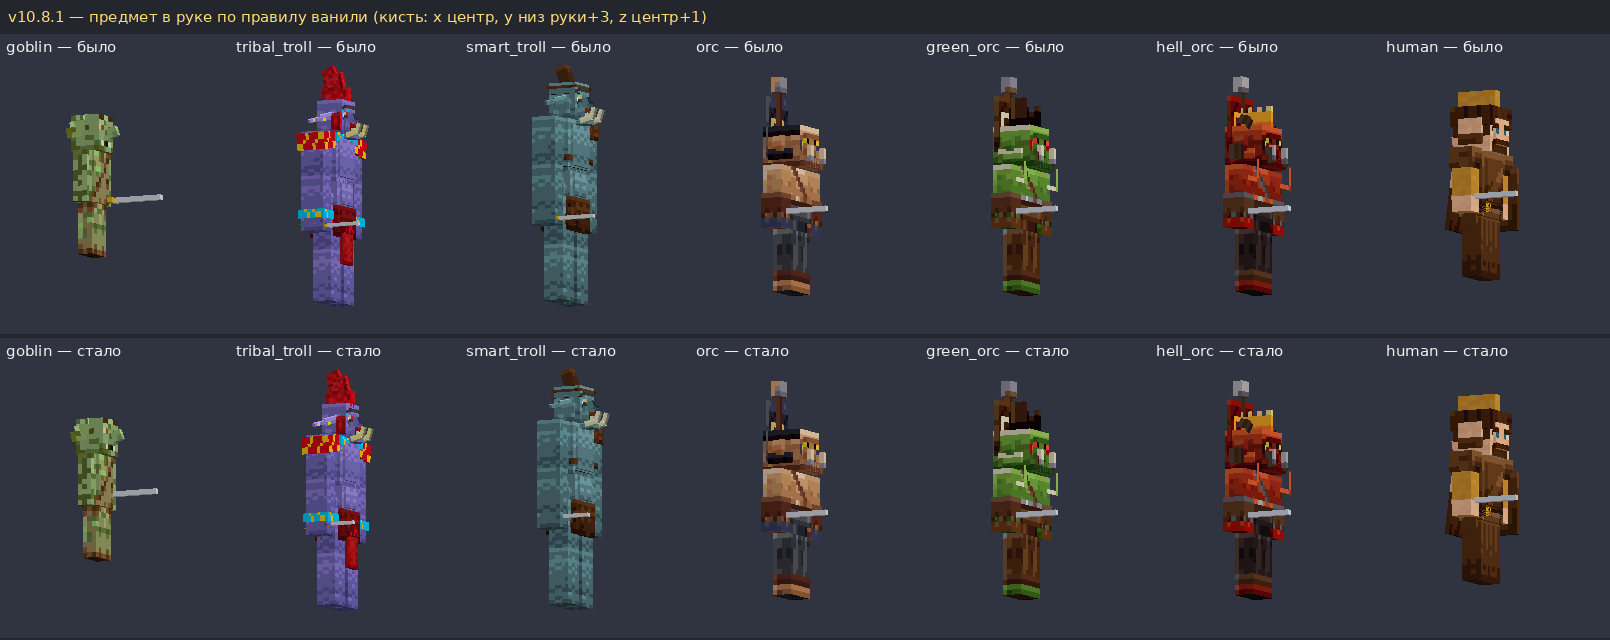 v10.8.1 — предмет в руке по правилу ванили (кисть: x центр, y низ руки+3, z центр+1)
goblin — было tribal_troll — было smart_troll — было orc — было green_orc — было hell_orc — было human — было
goblin — стало tribal_troll — стало smart_troll — стало orc — стало green_orc — стало hell_orc — стало human — стало